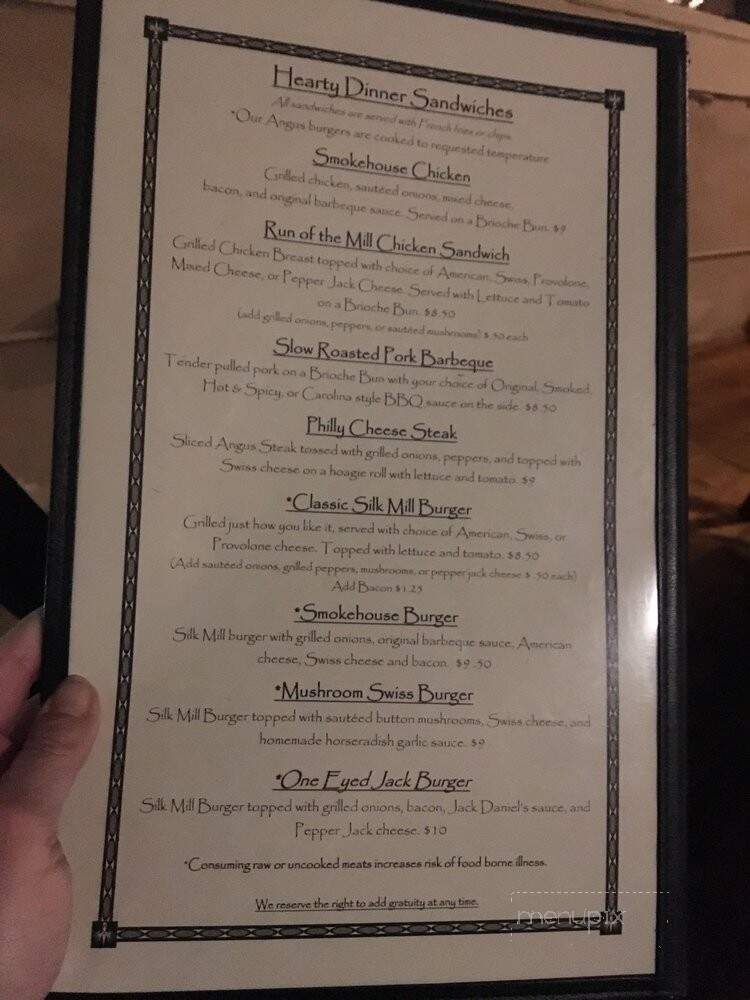 Hearty Dinner Sandwiches
All sandwiches are served with French fries or chips
*Our Angus burgers are cooked to requested temperature
Smokehouse Chicken
Grilled chicken, sautéed onions, mixed cheese,
bacon, and original barbeque sauce. Served on a Brioche Bun. $9
Run of the Mill Chicken Sandwich
Grilled Chicken Breast topped with choice of American, Swiss, Provolone,
Mixed Cheese, or Pepper Jack Cheese. Served with Lettuce and Tomato
on a Brioche Bun. $8.50
(add grilled onions, peppers, or sautéed mushrooms) $.50 each
Slow Roasted Pork Barbeque
Tender pulled pork on a Brioche Bun with your choice of Original, Smoked,
Hot & Spicy, or Carolina style BBQ sauce on the side. $8.50
Philly Cheese Steak
Sliced Angus Steak tossed with grilled onions, peppers, and topped with
Swiss cheese on a hoagie roll with lettuce and tomato. $9
*Classic Silk Mill Burger
Grilled just how you like it, served with choice of American, Swiss, or
Provolone cheese. Topped with lettuce and tomato. $8.50
(Add sautéed onions, grilled peppers, mushrooms, or pepper jack cheese $ .50 each)
Add Bacon $1.25
*Smokehouse Burger
Silk Mill burger with grilled onions, original barbeque sauce, American
cheese, Swiss cheese and bacon. $9.50
*Mushroom Swiss Burger
Silk Mill Burger topped with sautéed button mushrooms, Swiss cheese, and
homemade horseradish garlic sauce. $9
*One Eyed Jack Burger
Silk Mill Burger topped with grilled onions, bacon, Jack Daniel's sauce, and
Pepper Jack cheese. $10
*Consuming raw or uncooked meats increases risk of food borne illness.
We reserve the right to add gratuity at any time.
menupix